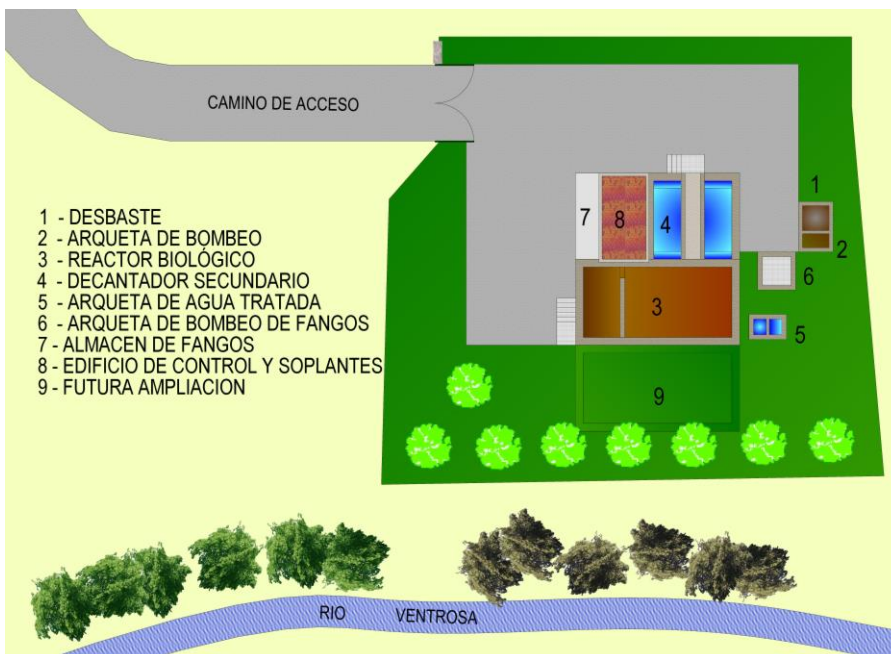 CAMINO DE ACCESO
1 - DESBASTE
2 - ARQUETA DE BOMBEO
3 - REACTOR BIOLÓGICO
4 - DECANTADOR SECUNDARIO
5 - ARQUETA DE AGUA TRATADA
6 - ARQUETA DE BOMBEO DE FANGOS
7 - ALMACEN DE FANGOS
8 - EDIFICIO DE CONTROL Y SOPLANTES
9 - FUTURA AMPLIACION
1
7
8
4
2
6
3
5
9
RIO VENTROSA